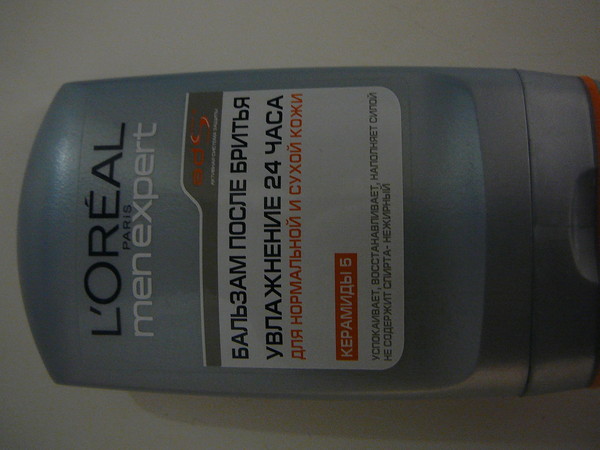 L'ORÉAL
PARIS
men expert
БАЛЬЗАМ ПОСЛЕ БРИТЬЯ
УВЛАЖНЕНИЕ 24 ЧАСА
ДЛЯ НОРМАЛЬНОЙ И СУХОЙ КОЖИ
КЕРАМИДЫ 5
УСПОКАИВАЕТ, ВОССТАНАВЛИВАЕТ, НАПОЛНЯЕТ СИЛОЙ
НЕ СОДЕРЖИТ СПИРТА - НЕЖИРНЫЙ